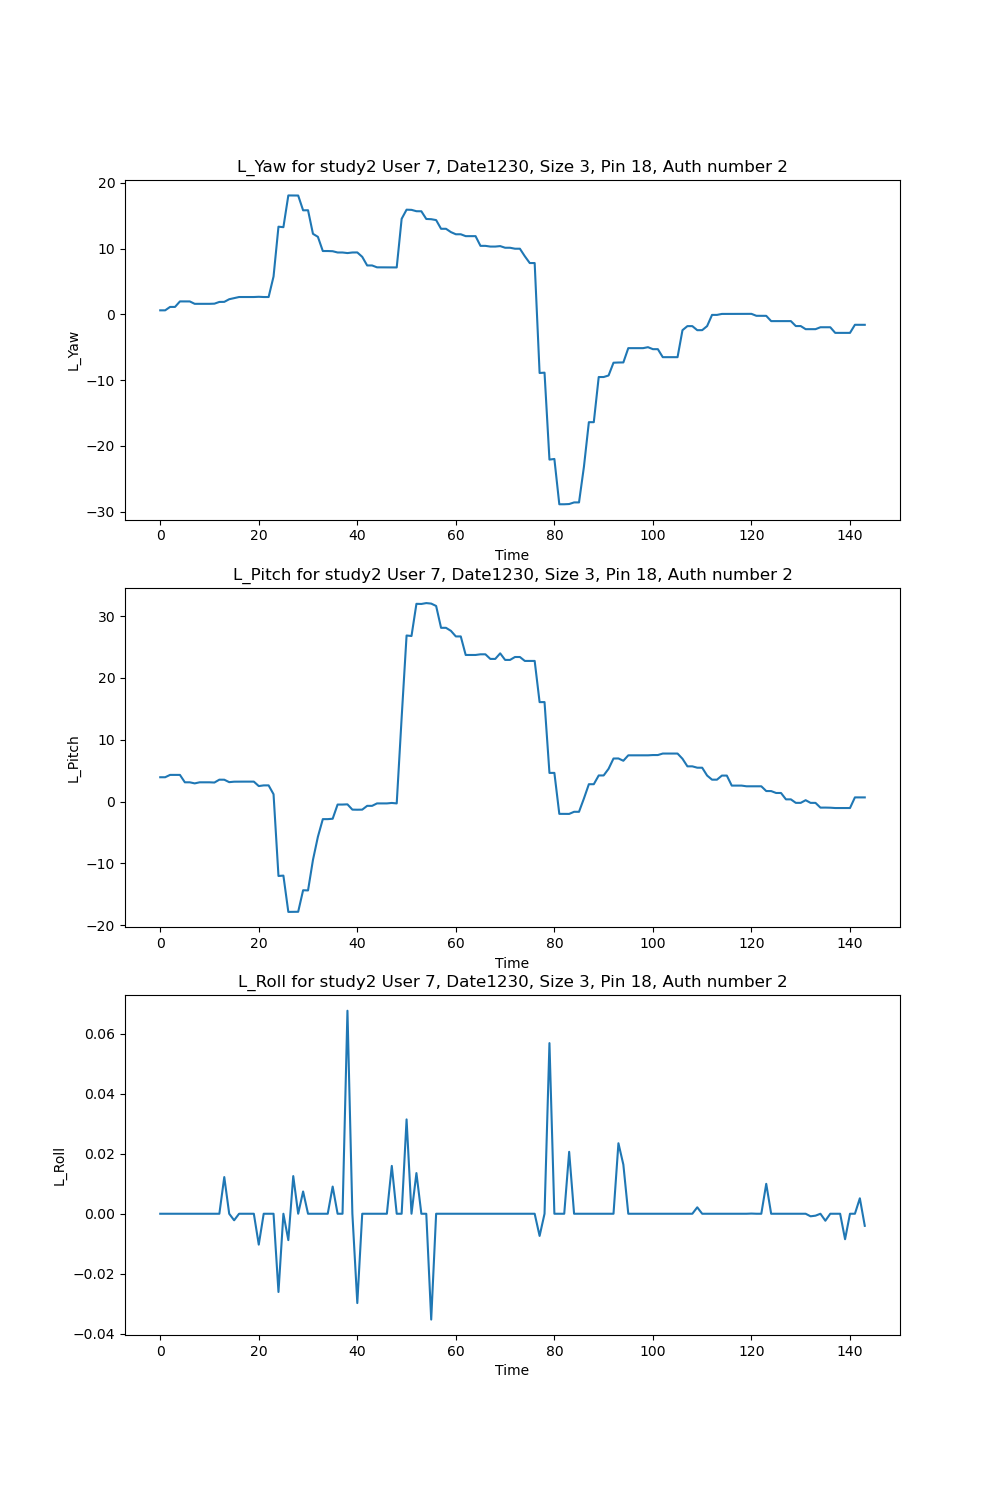 L_Yaw for study2 User 7, Date1230, Size 3, Pin 18, Auth number 2
20
10
0
−10
−20
−30
L_Yaw
0 20 40 60 80 100 120 140
Time
L_Pitch for study2 User 7, Date1230, Size 3, Pin 18, Auth number 2
30
20
10
0
−10
−20
L_Pitch
0 20 40 60 80 100 120 140
Time
L_Roll for study2 User 7, Date1230, Size 3, Pin 18, Auth number 2
0.06
0.04
0.02
0.00
−0.02
−0.04
L_Roll
0 20 40 60 80 100 120 140
Time